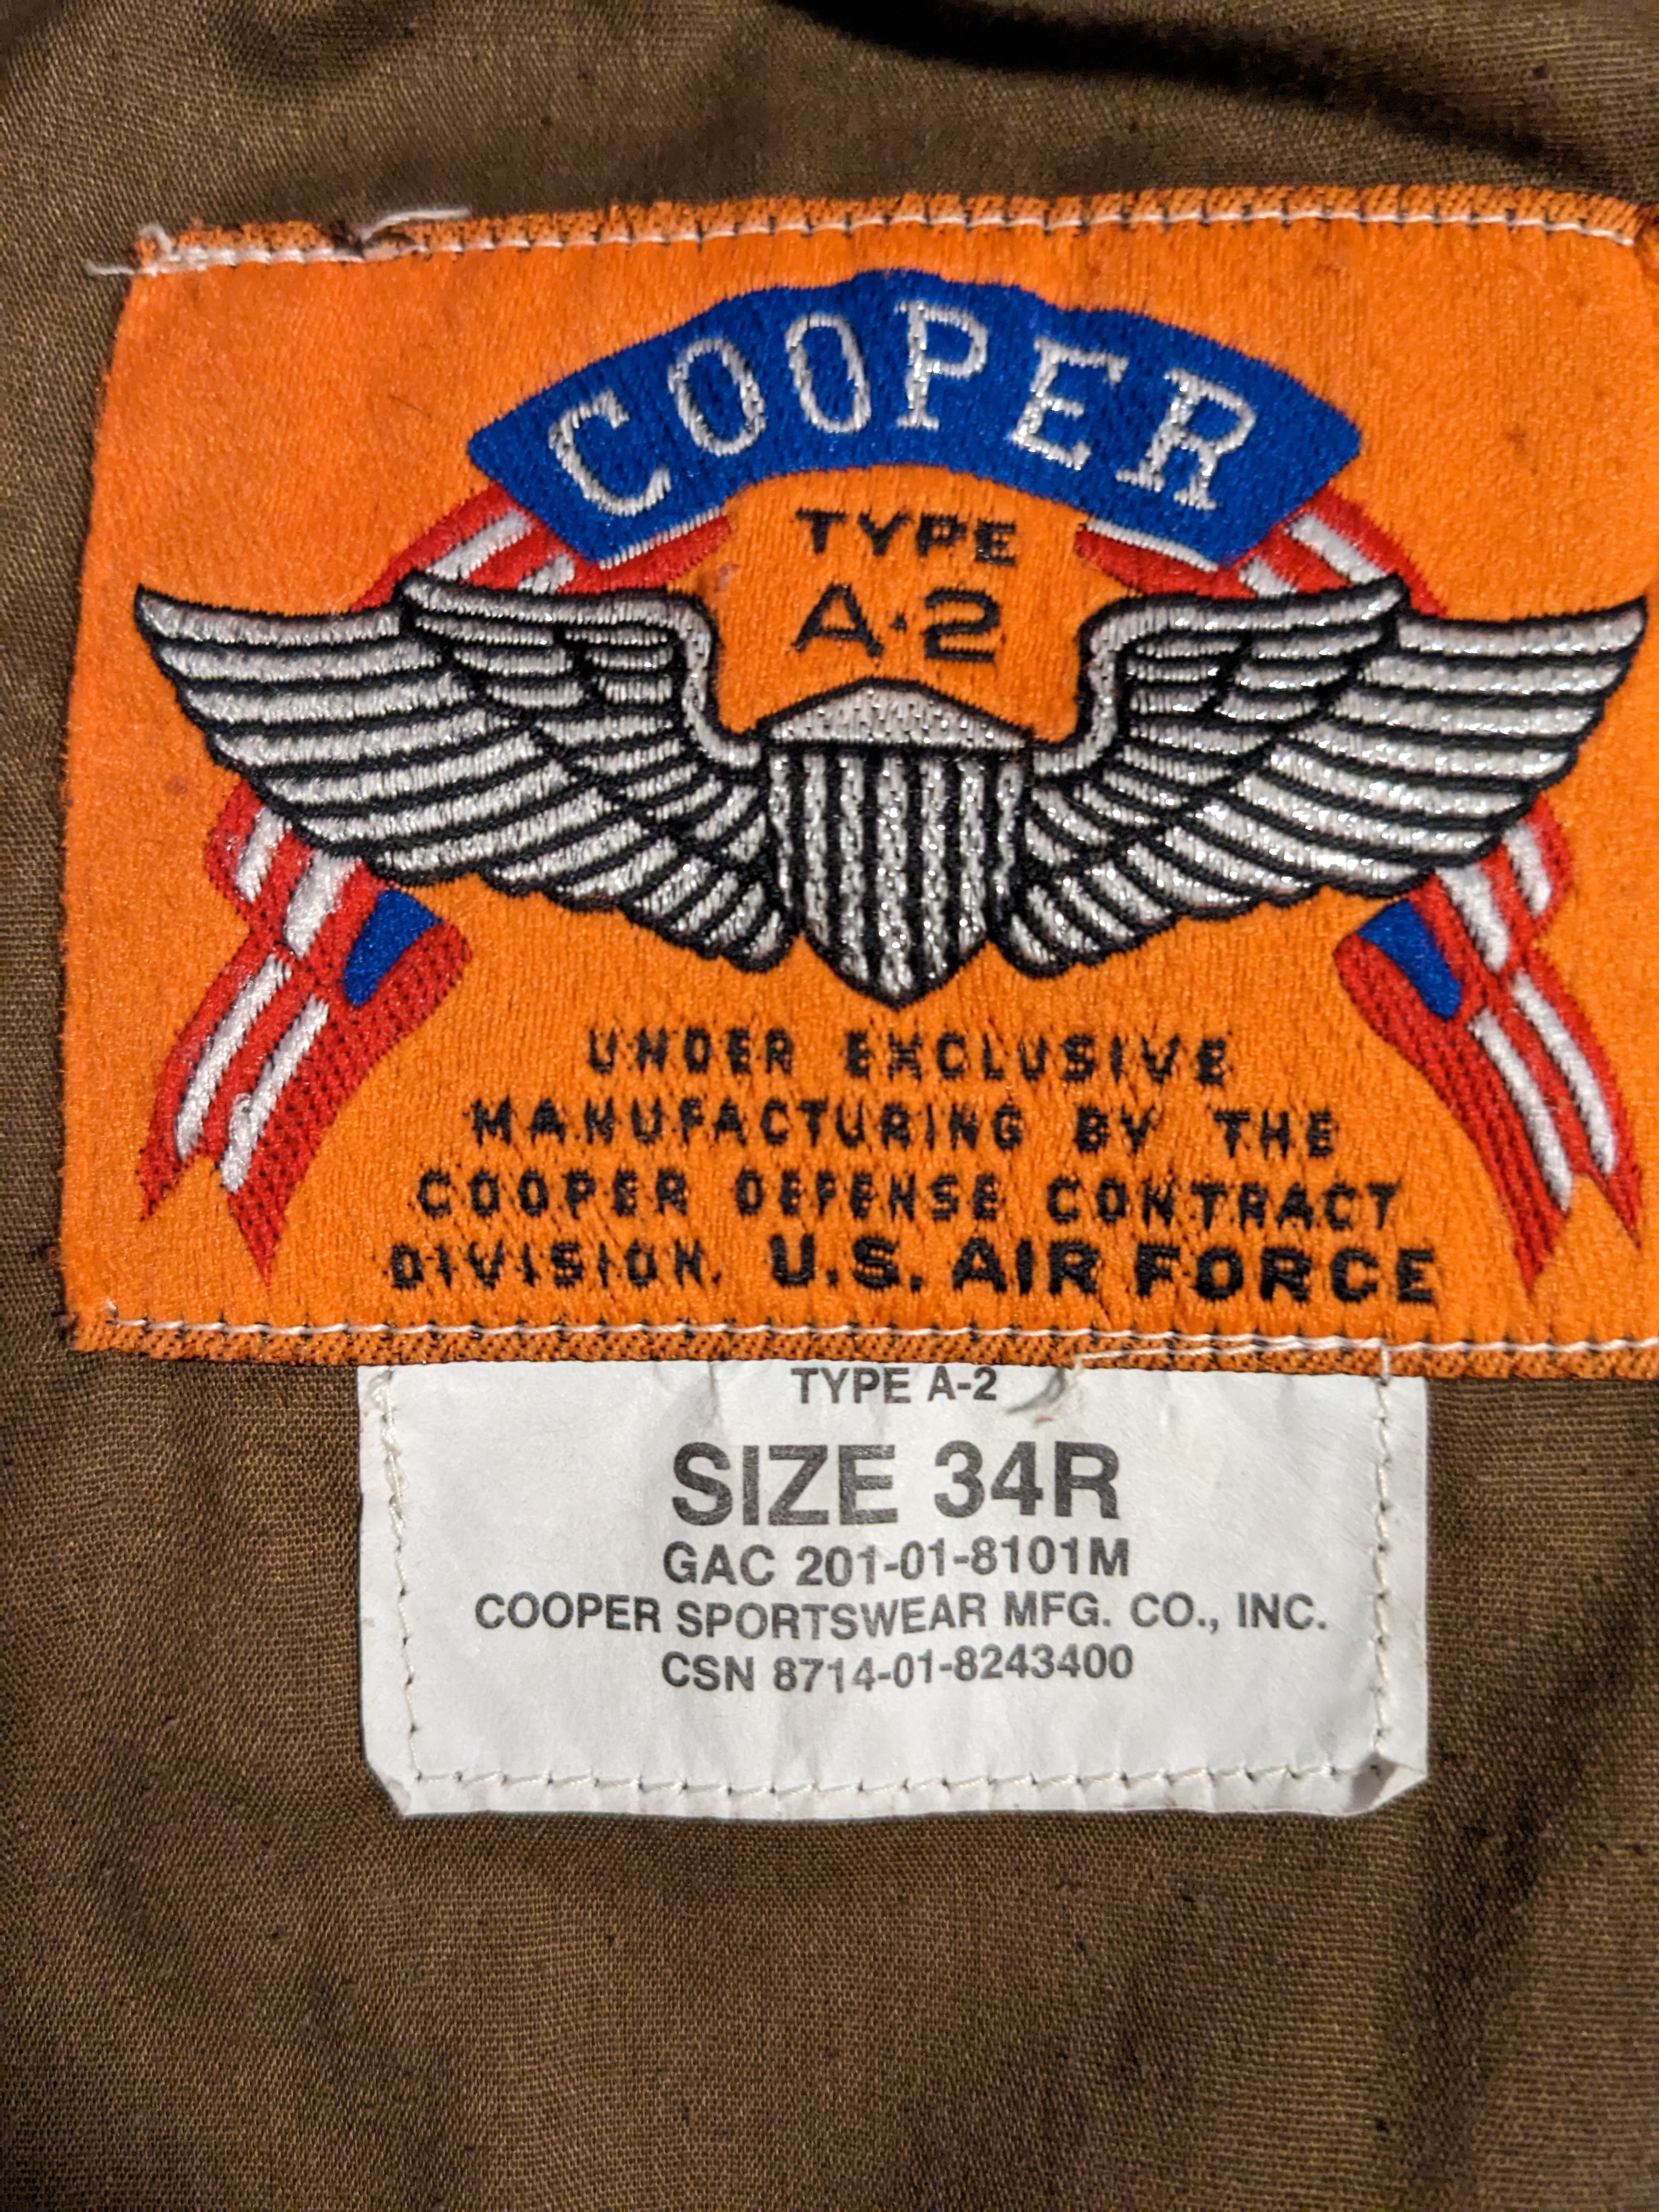 COOPER
TYPE
A-2
UNDER EXCLUSIVE
MANUFACTURING BY THE
COOPER DEFENSE CONTRACT
DIVISION. U.S. AIR FORCE
TYPE A-2
SIZE 34R
GAC 201-01-8101M
COOPER SPORTSWEAR MFG. CO., INC.
CSN 8714-01-8243400